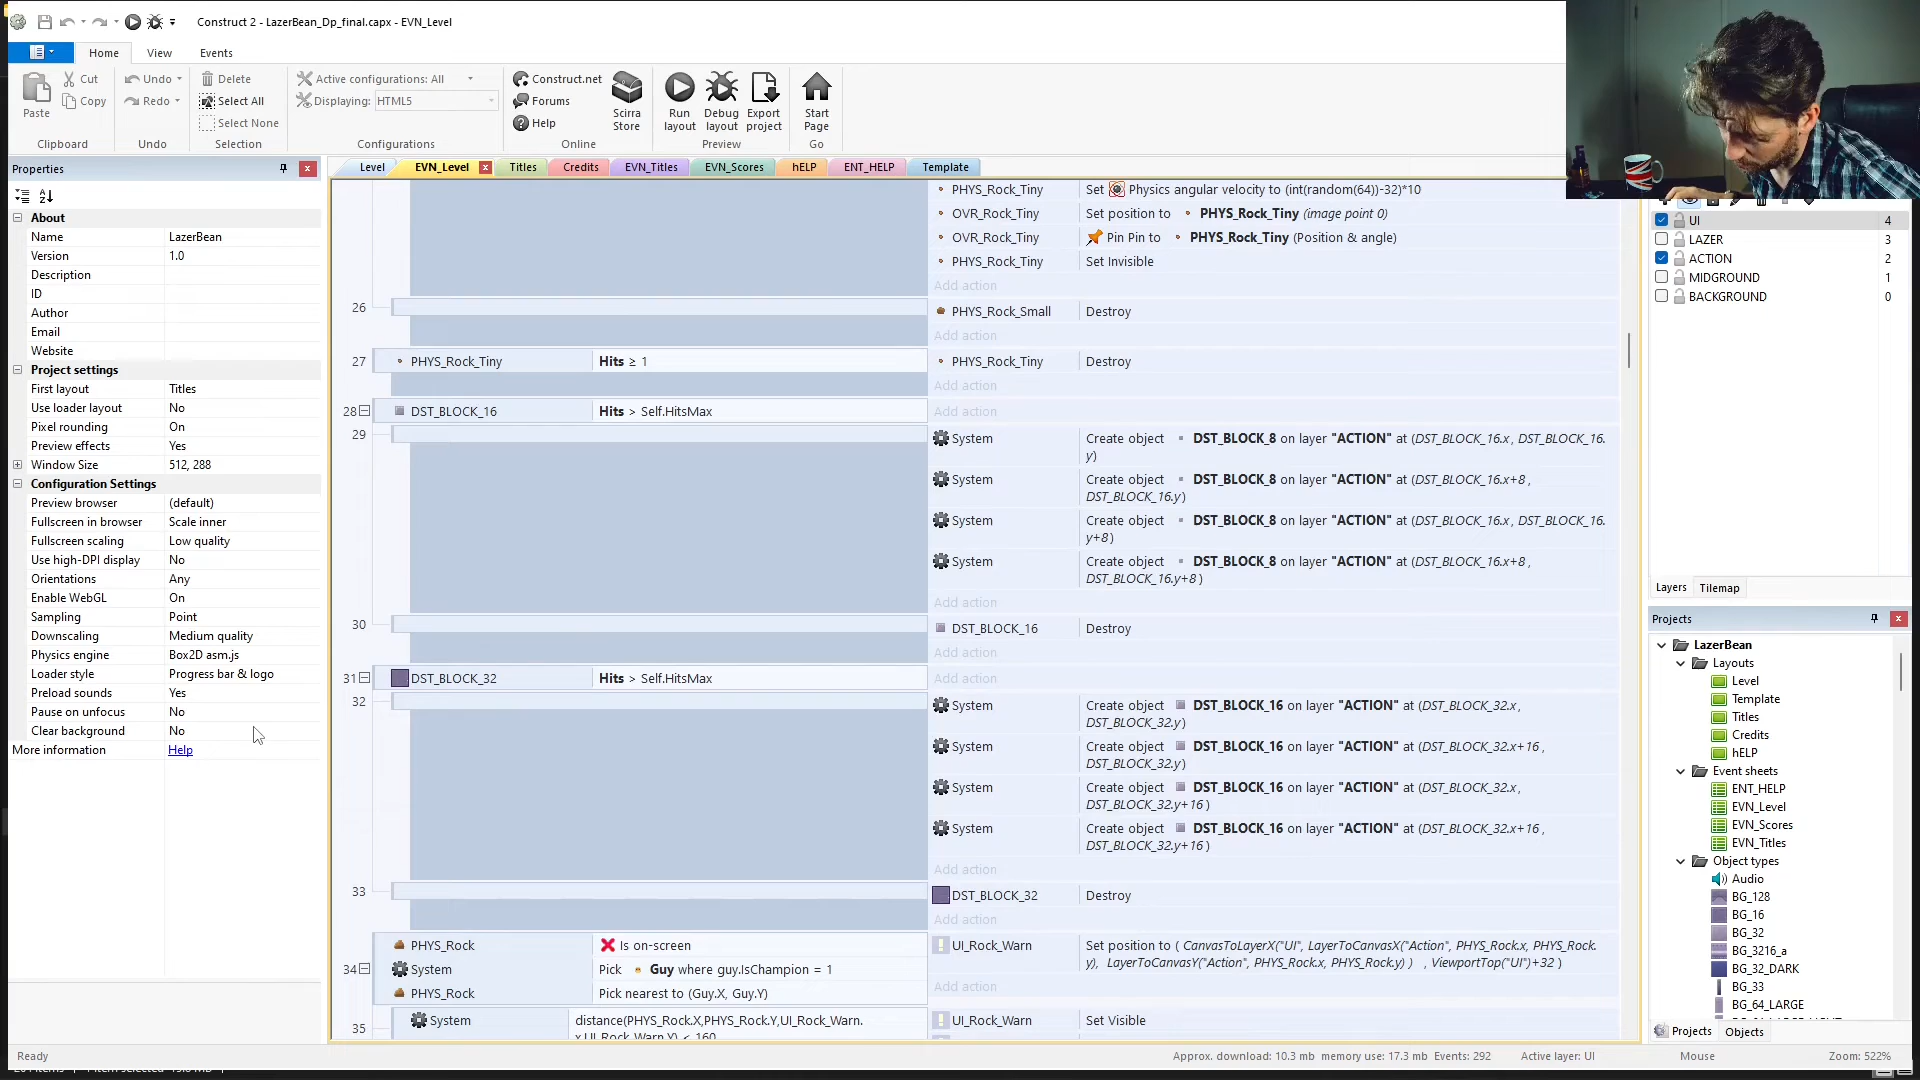 Construct 2 - LazerBean_Dp_final.capx - EVN_Level
Home View Events
Paste
Cut
Copy
Clipboard
Undo
Redo
Undo
Delete
Select All
Select None
Selection
Active configurations: All
Displaying: HTML5
Configurations
Construct.net
Forums
Help
Scirra Store
Online
Run layout
Debug layout
Export project
Preview
Start Page
Go
Properties
Level EVN_Level Titles Credits EVN_Titles EVN_Scores hELP ENT_HELP Template
About
Name LazerBean
Version 1.0
Description
ID
Author
Email
Website
Project settings
First layout Titles
Use loader layout No
Pixel rounding On
Preview effects Yes
Window Size 512, 288
Configuration Settings
Preview browser (default)
Fullscreen in browser Scale inner
Fullscreen scaling Low quality
Use high-DPI display No
Orientations Any
Enable WebGL On
Sampling Point
Downscaling Medium quality
Physics engine Box2D asm.js
Loader style Progress bar & logo
Preload sounds Yes
Pause on unfocus No
Clear background No
More information Help
PHYS_Rock_Tiny Set Physics angular velocity to (int(random(64))-32)*10
OVR_Rock_Tiny Set position to PHYS_Rock_Tiny (image point 0)
OVR_Rock_Tiny Pin Pin to PHYS_Rock_Tiny (Position & angle)
PHYS_Rock_Tiny Set Invisible
Add action
26 PHYS_Rock_Small Destroy
Add action
27 PHYS_Rock_Tiny Hits ≥ 1 PHYS_Rock_Tiny Destroy
Add action
28 DST_BLOCK_16 Hits > Self.HitsMax Add action
29 System Create object DST_BLOCK_8 on layer "ACTION" at (DST_BLOCK_16.x, DST_BLOCK_16.
y)
System Create object DST_BLOCK_8 on layer "ACTION" at (DST_BLOCK_16.x+8 ,
DST_BLOCK_16.y)
System Create object DST_BLOCK_8 on layer "ACTION" at (DST_BLOCK_16.x, DST_BLOCK_16.
y+8)
System Create object DST_BLOCK_8 on layer "ACTION" at (DST_BLOCK_16.x+8 ,
DST_BLOCK_16.y+8 )
Add action
30 DST_BLOCK_16 Destroy
Add action
31 DST_BLOCK_32 Hits > Self.HitsMax Add action
32 System Create object DST_BLOCK_16 on layer "ACTION" at (DST_BLOCK_32.x ,
DST_BLOCK_32.y)
System Create object DST_BLOCK_16 on layer "ACTION" at (DST_BLOCK_32.x+16 ,
DST_BLOCK_32.y)
System Create object DST_BLOCK_16 on layer "ACTION" at (DST_BLOCK_32.x ,
DST_BLOCK_32.y+16 )
System Create object DST_BLOCK_16 on layer "ACTION" at (DST_BLOCK_32.x+16 ,
DST_BLOCK_32.y+16 )
Add action
33 DST_BLOCK_32 Destroy
Add action
PHYS_Rock Is on-screen UI_Rock_Warn Set position to ( CanvasToLayerX("UI", LayerToCanvasX("Action", PHYS_Rock.x, PHYS_Rock.
y), LayerToCanvasY("Action", PHYS_Rock.x, PHYS_Rock.y) ) , ViewportTop("UI")+32 )
34 System Pick Guy where guy.IsChampion = 1
Add action
PHYS_Rock Pick nearest to (Guy.X, Guy.Y)
35 System distance(PHYS_Rock.X,PHYS_Rock.Y,UI_Rock_Warn. UI_Rock_Warn Set Visible
x,UI_Rock_Warn.Y) < 160
UI 4
LAZER 3
ACTION 2
MIDGROUND 1
BACKGROUND 0
Layers Tilemap
Projects
LazerBean
Layouts
Level
Template
Titles
Credits
hELP
Event sheets
ENT_HELP
EVN_Level
EVN_Scores
EVN_Titles
Object types
Audio
BG_128
BG_16
BG_32
BG_3216_a
BG_32_DARK
BG_33
BG_64_LARGE
Projects Objects
Ready
Approx. download: 10.3 mb memory use: 17.3 mb Events: 292 Active layer: UI Mouse Zoom: 522%